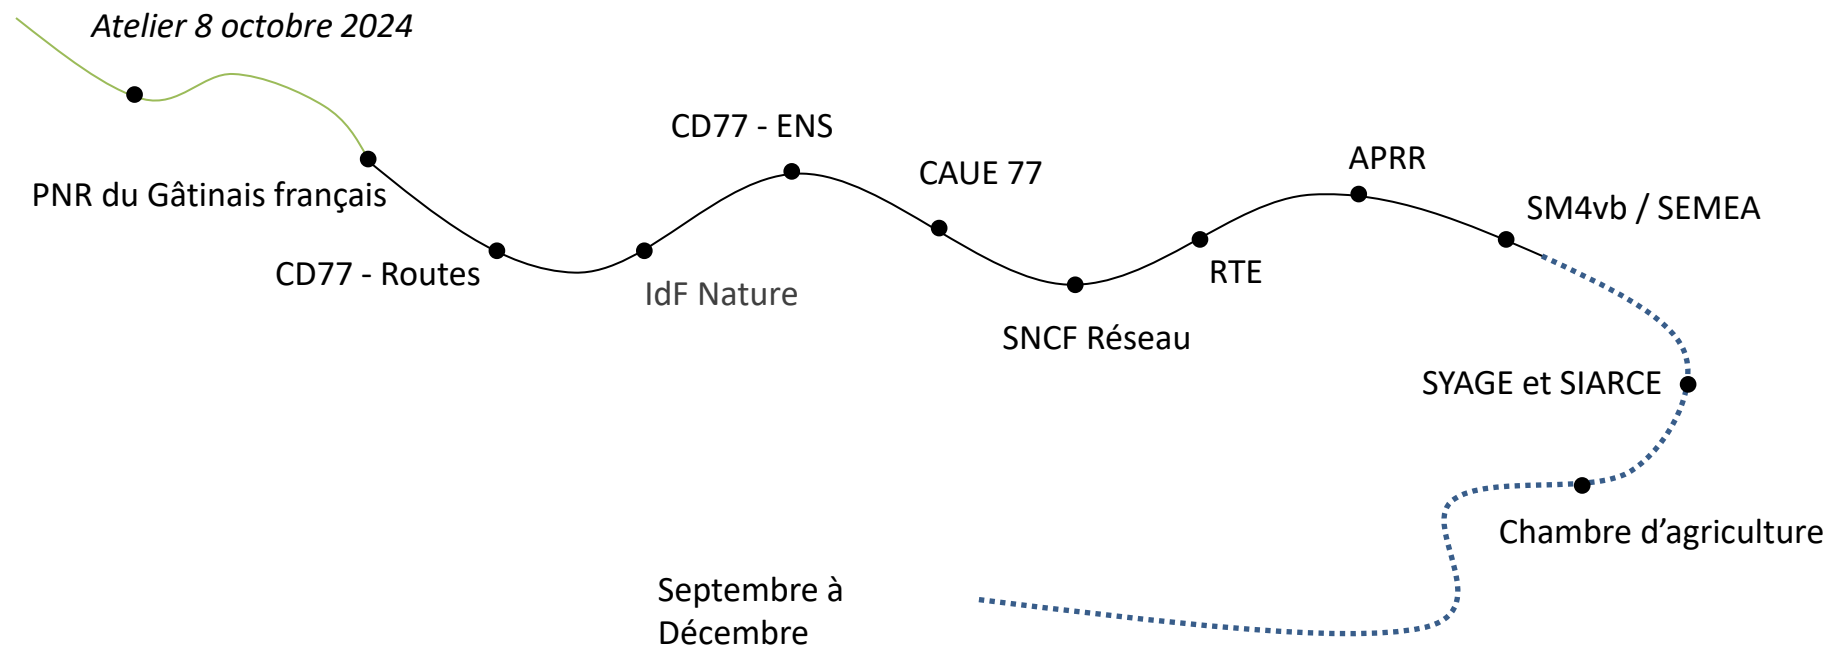 Atelier 8 octobre 2024
PNR du Gâtinais français
CD77 - Routes
IdF Nature
CD77 - ENS
CAUE 77
SNCF Réseau
RTE
APRR
SM4vb / SEMEA
SYAGE et SIARCE
Chambre d’agriculture
Septembre à
Décembre